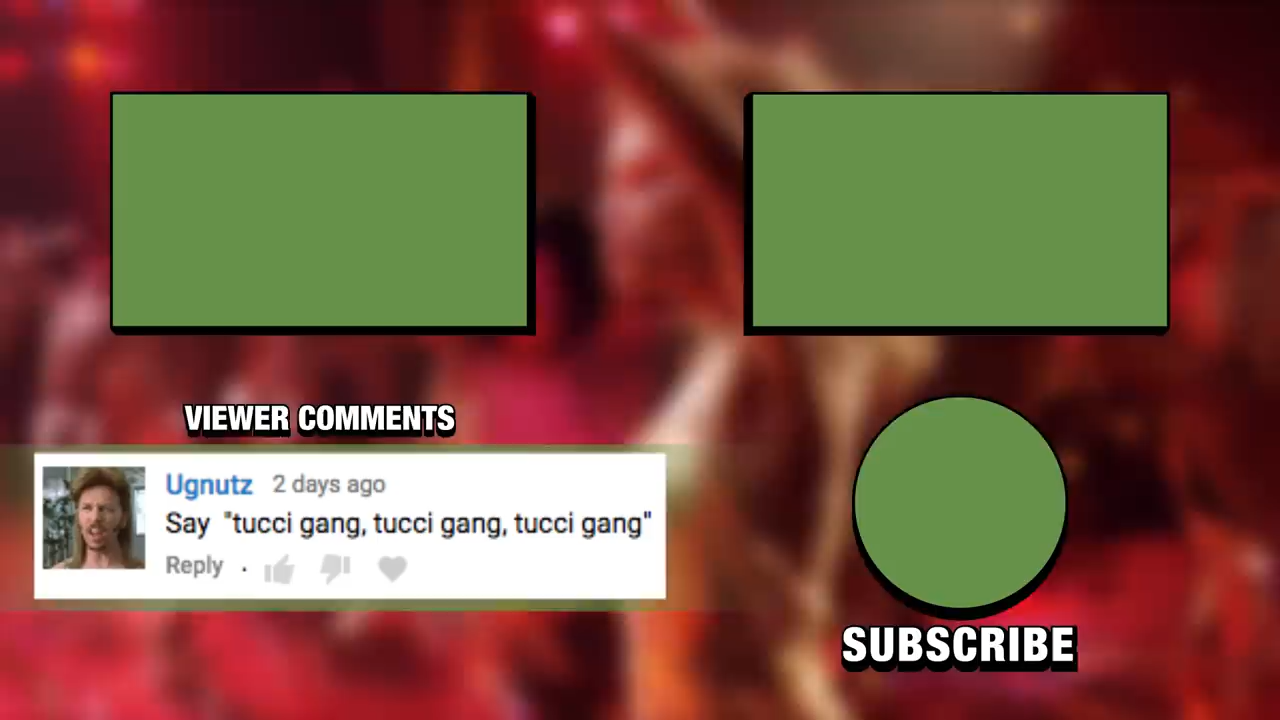 VIEWER COMMENTS
Ugnutz 2 days ago
Say "tucci gang, tucci gang, tucci gang"
Reply ·
SUBSCRIBE